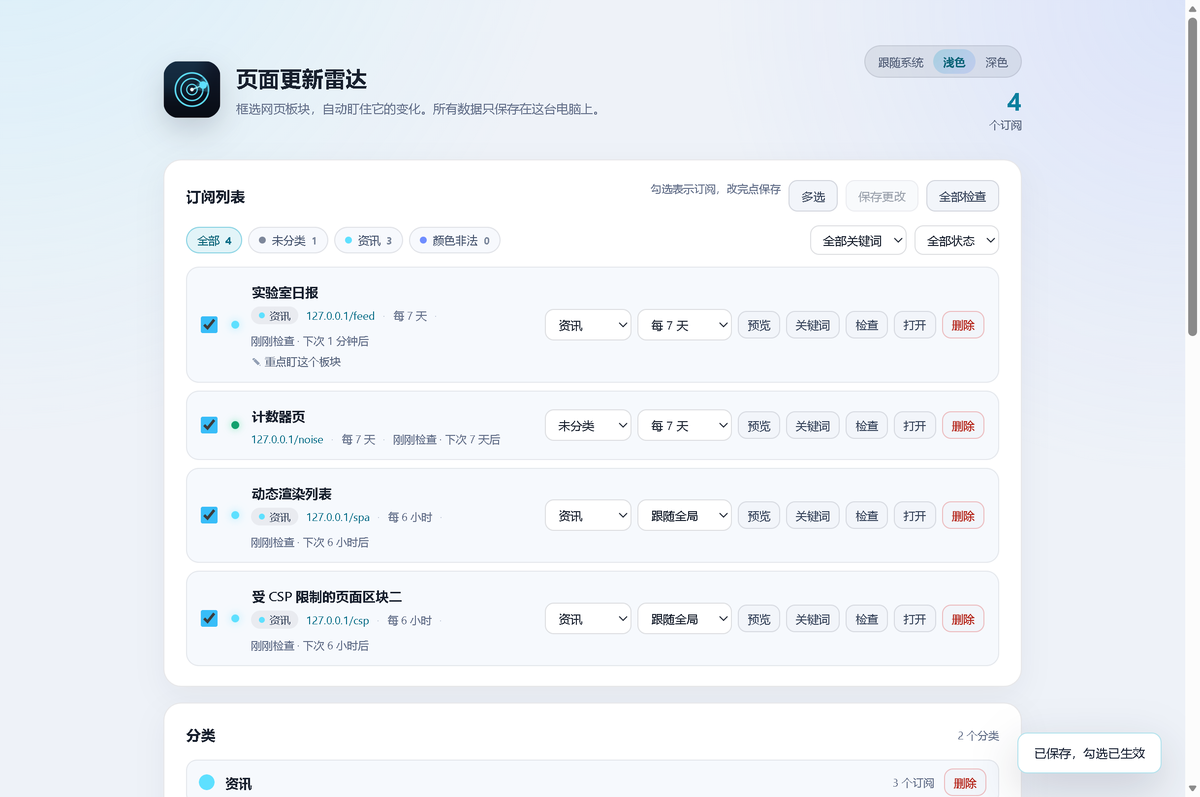 跟随系统 浅色 深色
页面更新雷达
框选网页板块，自动盯住它的变化。所有数据只保存在这台电脑上。
4
个订阅
订阅列表
勾选表示订阅，改完点保存 多选 保存更改 全部检查
全部 4 未分类 1 资讯 3 颜色非法 0 全部关键词 全部状态
实验室日报
资讯 127.0.0.1/feed · 每 7 天 ·
刚刚检查 · 下次 1 分钟后
✎ 重点盯这个板块
资讯 每 7 天 预览 关键词 检查 打开 删除
计数器页
127.0.0.1/noise · 每 7 天 · 刚刚检查 · 下次 7 天后
未分类 每 7 天 预览 关键词 检查 打开 删除
动态渲染列表
资讯 127.0.0.1/spa · 每 6 小时 ·
刚刚检查 · 下次 6 小时后
资讯 跟随全局 预览 关键词 检查 打开 删除
受 CSP 限制的页面区块二
资讯 127.0.0.1/csp · 每 6 小时 ·
刚刚检查 · 下次 6 小时后
资讯 跟随全局 预览 关键词 检查 打开 删除
分类
2 个分类
资讯
3 个订阅 删除
已保存，勾选已生效